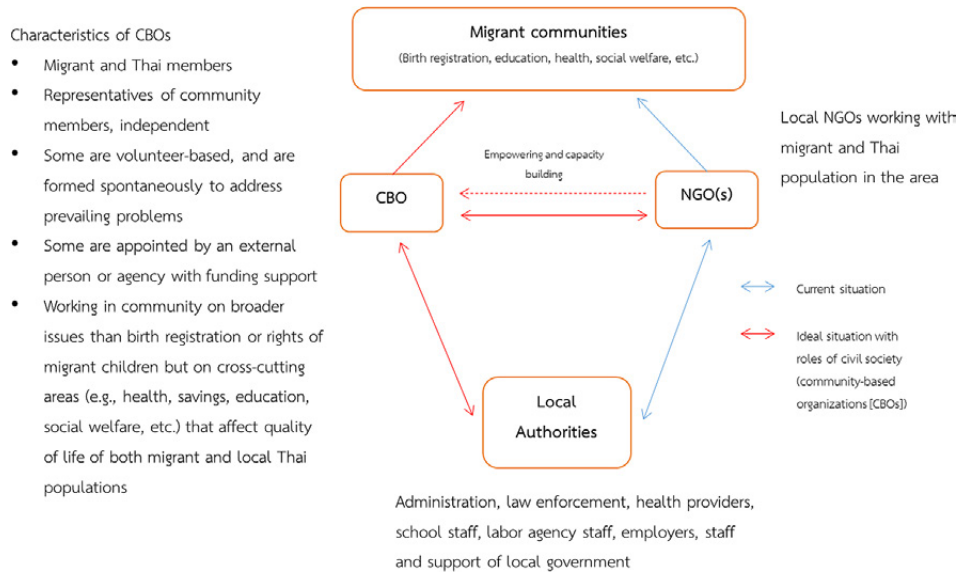 Characteristics of CBOs
• Migrant and Thai members
• Representatives of community
members, independent
• Some are volunteer-based, and are
formed spontaneously to address
prevailing problems
• Some are appointed by an external
person or agency with funding support
• Working in community on broader
issues than birth registration or rights of
migrant children but on cross-cutting
areas (e.g., health, savings, education,
social welfare, etc.) that affect quality
of life of both migrant and local Thai
populations
Migrant communities
(Birth registration, education, health, social welfare, etc.)
Empowering and capacity
building
CBO
NGO(s)
Local NGOs working with
migrant and Thai
population in the area
Current situation
Ideal situation with
roles of civil society
(community-based
organizations [CBOs])
Local
Authorities
Administration, law enforcement, health providers,
school staff, labor agency staff, employers, staff
and support of local government